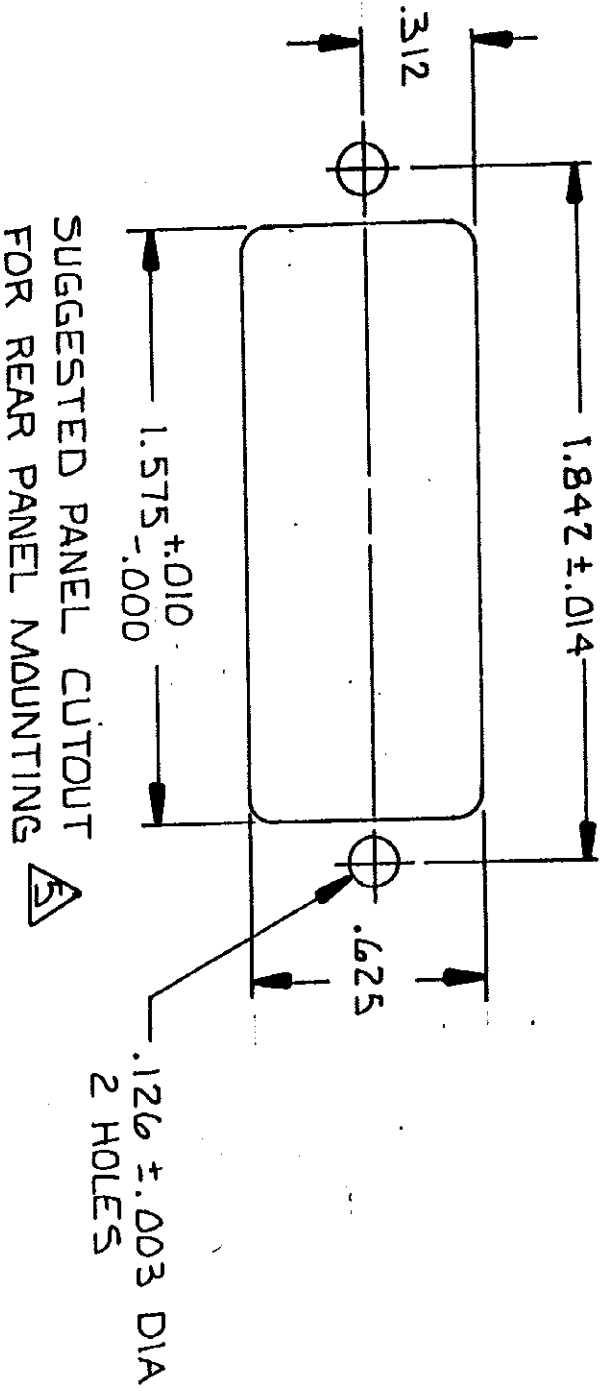 .312
1.842 ±.014
1.575 +.010
-.000
.625
.126 ±.003 DIA
2 HOLES
SUGGESTED PANEL CUTOUT
FOR REAR PANEL MOUNTING 5